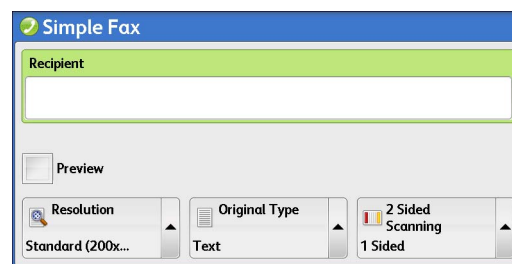 Simple Fax
Recipient
Preview
Resolution
Standard (200x...
Original Type
Text
2 Sided
Scanning
1 Sided